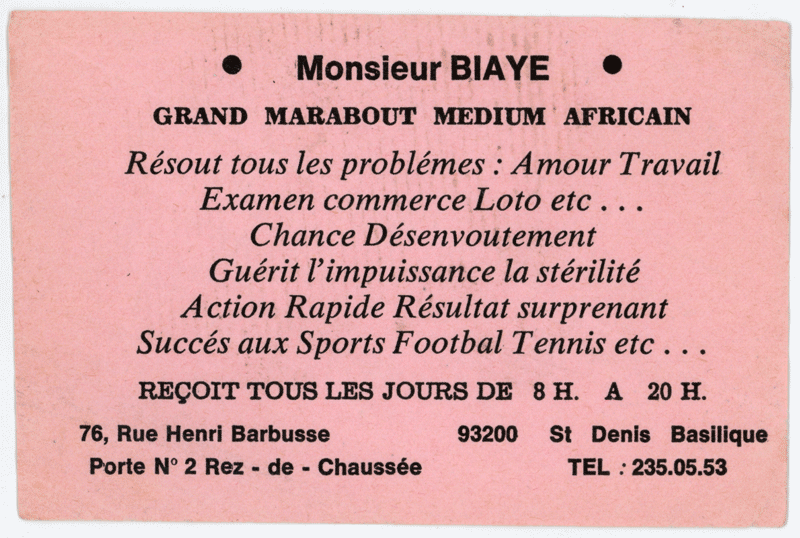 • Monsieur BIAYE •
GRAND MARABOUT MEDIUM AFRICAIN
Résout tous les problémes : Amour Travail
Examen commerce Loto etc . . .
Chance Désenvoutement
Guérit l'impuissance la stérilité
Action Rapide Résultat surprenant
Succés aux Sports Footbal Tennis etc . . .
REÇOIT TOUS LES JOURS DE 8 H. A 20 H.
76, Rue Henri Barbusse 93200 St Denis Basilique
Porte N° 2 Rez - de - Chaussée TEL : 235.05.53